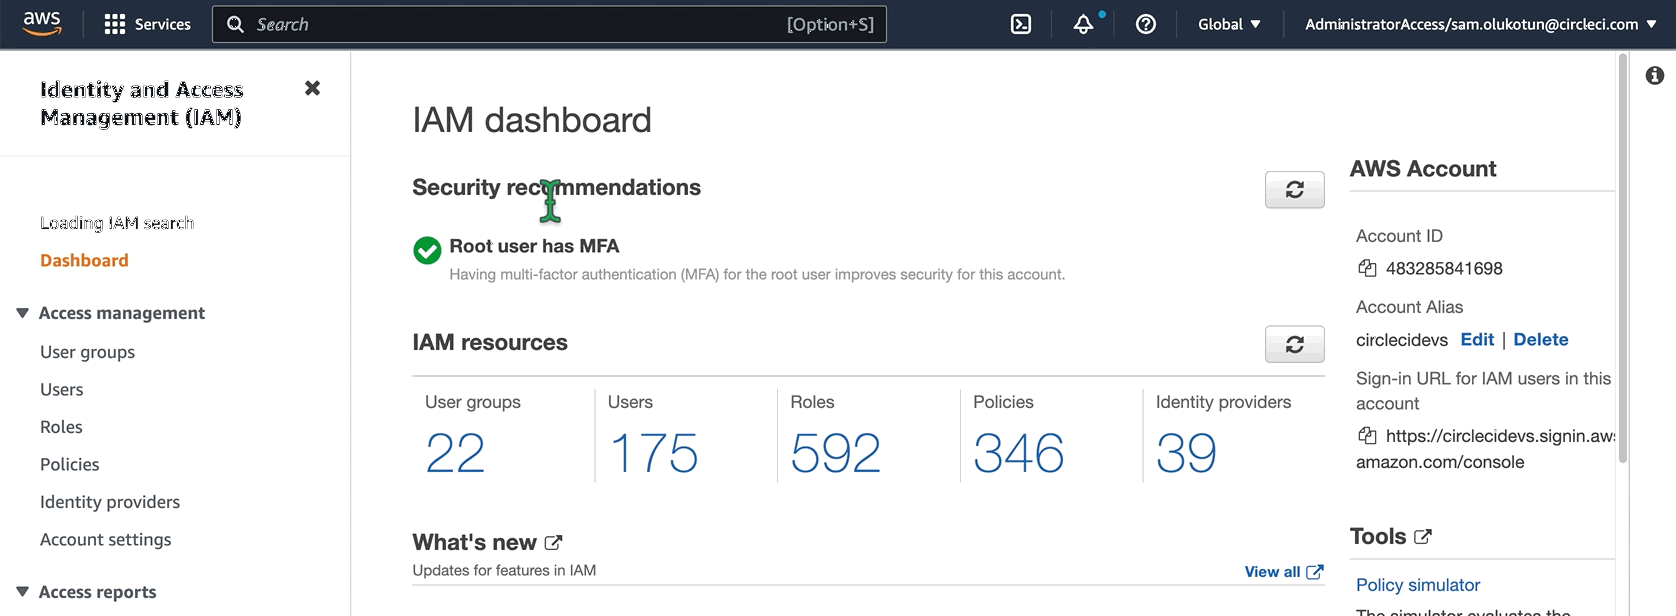 aws
Services
Search
[Option+S]
Global
AdministratorAccess/sam.olukotun@circleci.com
Identity and Access
Management (IAM)
Loading IAM search
Dashboard
Access management
User groups
Users
Roles
Policies
Identity providers
Account settings
Access reports
IAM dashboard
Security recommendations
Root user has MFA
Having multi-factor authentication (MFA) for the root user improves security for this account.
IAM resources
User groups
22
Users
175
Roles
592
Policies
346
Identity providers
39
What's new
Updates for features in IAM
View all
AWS Account
Account ID
483285841698
Account Alias
circlecidevs Edit | Delete
Sign-in URL for IAM users in this
account
https://circlecidevs.signin.aws
amazon.com/console
Tools
Policy simulator
The simulator evaluates the